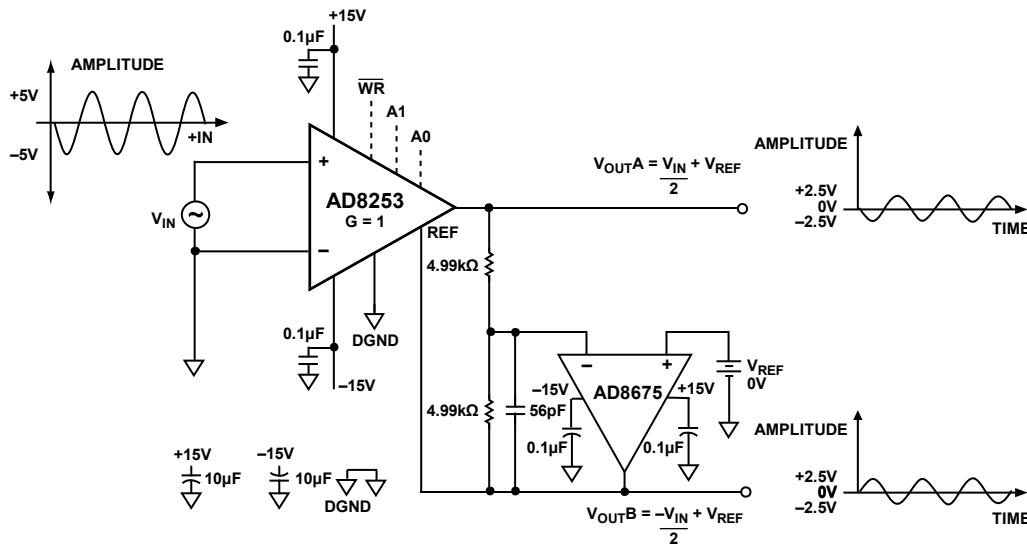 +15V
0.1µF
AMPLITUDE
+5V
–5V
+IN
WR
A1
A0
+
AD8253
G = 1
REF
–
VIN
~
DGND
0.1µF
–15V
VOUTA = VIN + VREF
2
AMPLITUDE
+2.5V
0V
–2.5V
TIME
4.99kΩ
4.99kΩ
56pF
–
+
AD8675
–15V
+15V
0.1µF
0.1µF
VREF
0V
+15V
10µF
–15V
10µF
DGND
VOUTB = –VIN + VREF
2
AMPLITUDE
+2.5V
0V
–2.5V
TIME